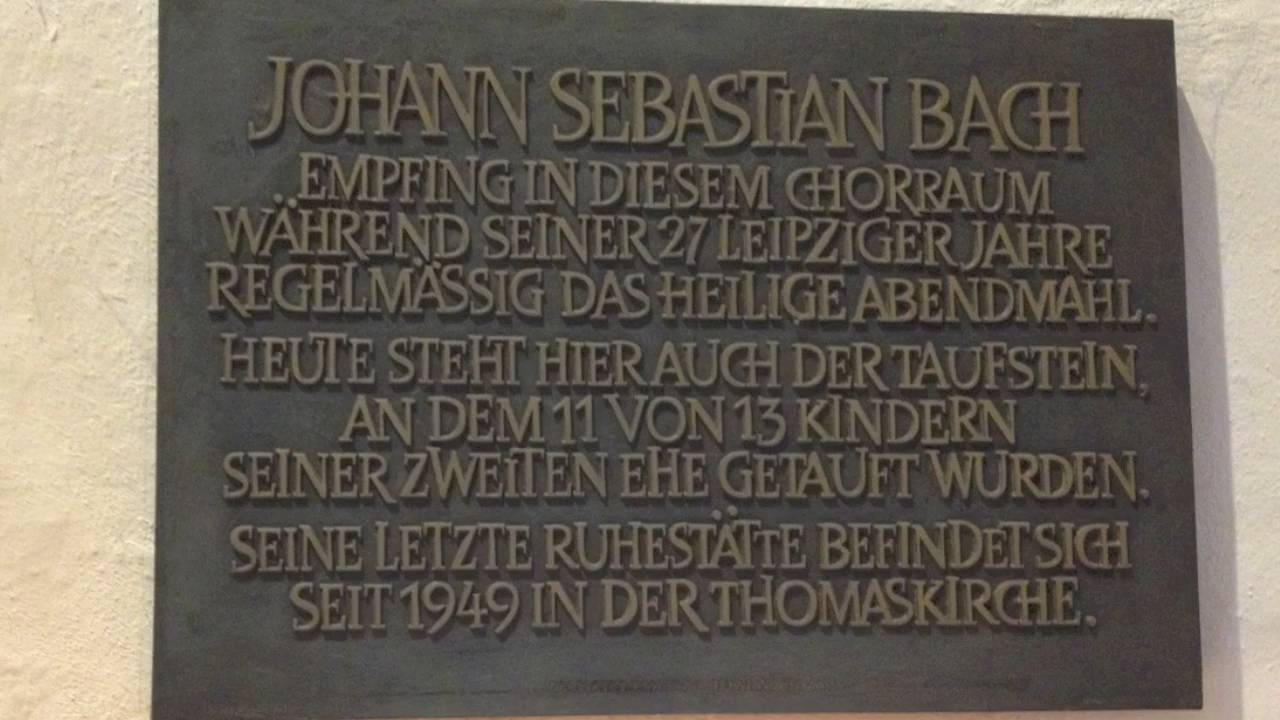 JOHANN SEBASTIAN BACH
EMPFING IN DIESEM CHORRAUM
WÄHREND SEINER 27 LEIPZIGER JAHRE
REGELMÄSSIG DAS HEILIGE ABENDMAHL.
HEUTE STEHT HIER AUCH DER TAUFSTEIN,
AN DEM 11 VON 13 KINDERN
SEINER ZWEITEN EHE GETAUFT WURDEN.
SEINE LETZTE RUHESTÄTTE BEFINDET SICH
SEIT 1949 IN DER THOMASKIRCHE.